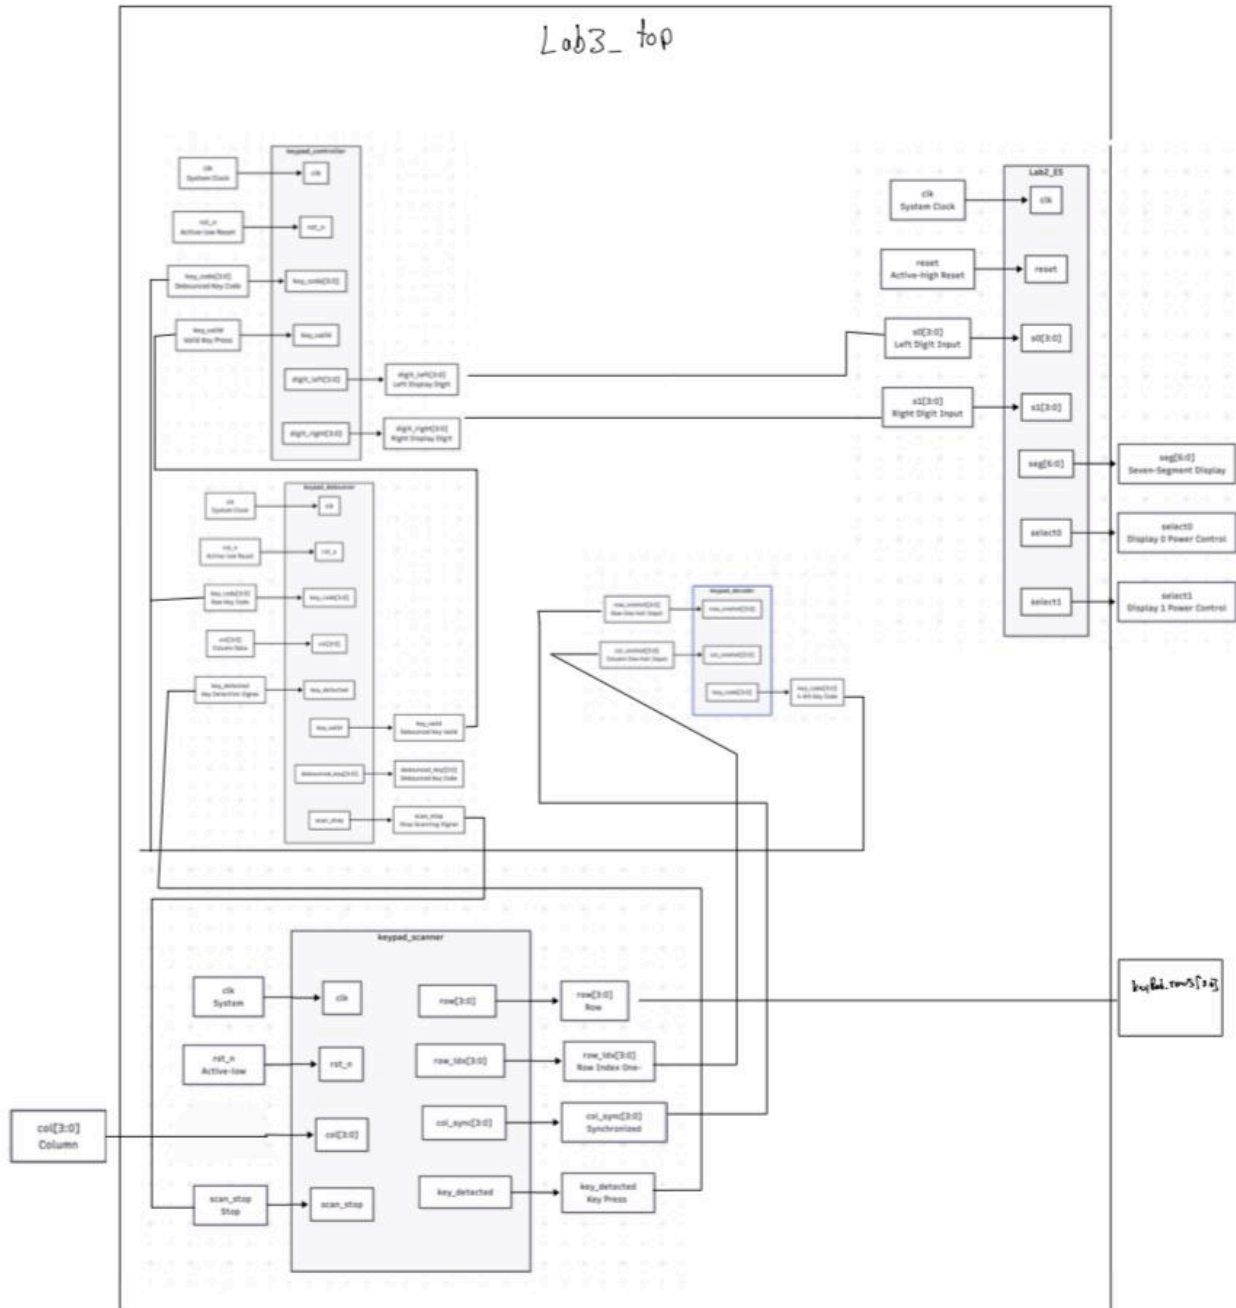 Lab3_top
keypad_controller
clk
System Clock
clk
rst_n
Active-low Reset
rst_n
key_code[3:0]
Debounced Key Code
key_code[3:0]
key_valid
Valid Key Press
key_valid
digit_left[3:0]
digit_left[3:0]
Left Display Digit
digit_right[3:0]
digit_right[3:0]
Right Display Digit
Lab2_ES
clk
System Clock
clk
reset
Active-High Reset
reset
s0[3:0]
Left Digit Input
s0[3:0]
s1[3:0]
Right Digit Input
s1[3:0]
seg[6:0]
seg[6:0]
Seven-Segment Display
select0
select0
Display 0 Power Control
select1
select1
Display 1 Power Control
keypad_debouncer
clk
System Clock
clk
rst_n
Active-low Reset
rst_n
key_code[3:0]
Raw Key Code
key_code[3:0]
col[3:0]
Column Data
col[3:0]
key_detected
Key Detection Signal
key_detected
key_valid
key_valid
Debounced Key Valid
debounced_key[3:0]
debounced_key[3:0]
Debounced Key Code
scan_stop
scan_stop
Stop Scanning Signal
keypad_decoder
row_onehot[3:0]
Row One-hot Input
row_onehot[3:0]
col_onehot[3:0]
Column One-Hot Input
col_onehot[3:0]
key_code[3:0]
key_code[3:0]
4-bit Key Code
keypad_scanner
clk
System
clk
row[3:0]
row[3:0]
Row
rst_n
Active-low
rst_n
row_idx[3:0]
row_idx[3:0]
Row Index One-
col[3:0]
Column
col[3:0]
col_sync[3:0]
col_sync[3:0]
Synchronized
scan_stop
Stop
scan_stop
key_detected
key_detected
Key Press